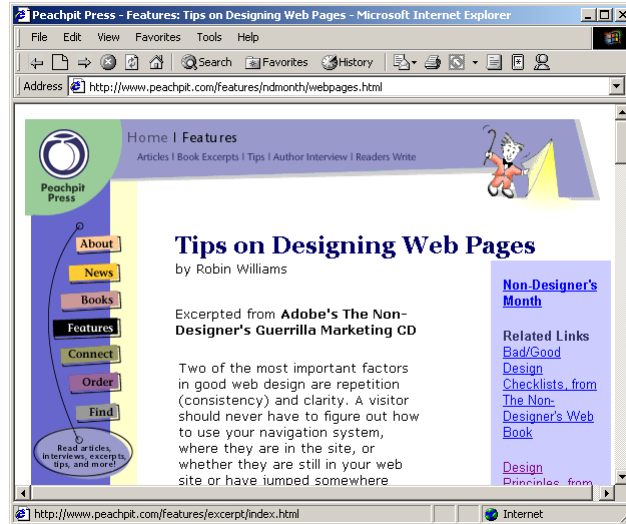 Peachpit Press - Features: Tips on Designing Web Pages - Microsoft Internet Explorer
File Edit View Favorites Tools Help
Search Favorites History
Address http://www.peachpit.com/features/ndmonth/webpages.html
Home | Features
Articles | Book Excerpts | Tips | Author Interview | Readers Write
Peachpit
Press
About
News
Books
Features
Connect
Order
Find
Read articles,
interviews, excerpts,
tips, and more!
Tips on Designing Web Pages
by Robin Williams
Excerpted from Adobe's The Non-
Designer's Guerrilla Marketing CD
Two of the most important factors
in good web design are repetition
(consistency) and clarity. A visitor
should never have to figure out how
to use your navigation system,
where they are in the site, or
whether they are still in your web
site or have jumped somewhere
Non-Designer's
Month
Related Links
Bad/Good
Design
Checklists, from
The Non-
Designer's Web
Book
Design
Principles, from
http://www.peachpit.com/features/excerpt/index.html
Internet